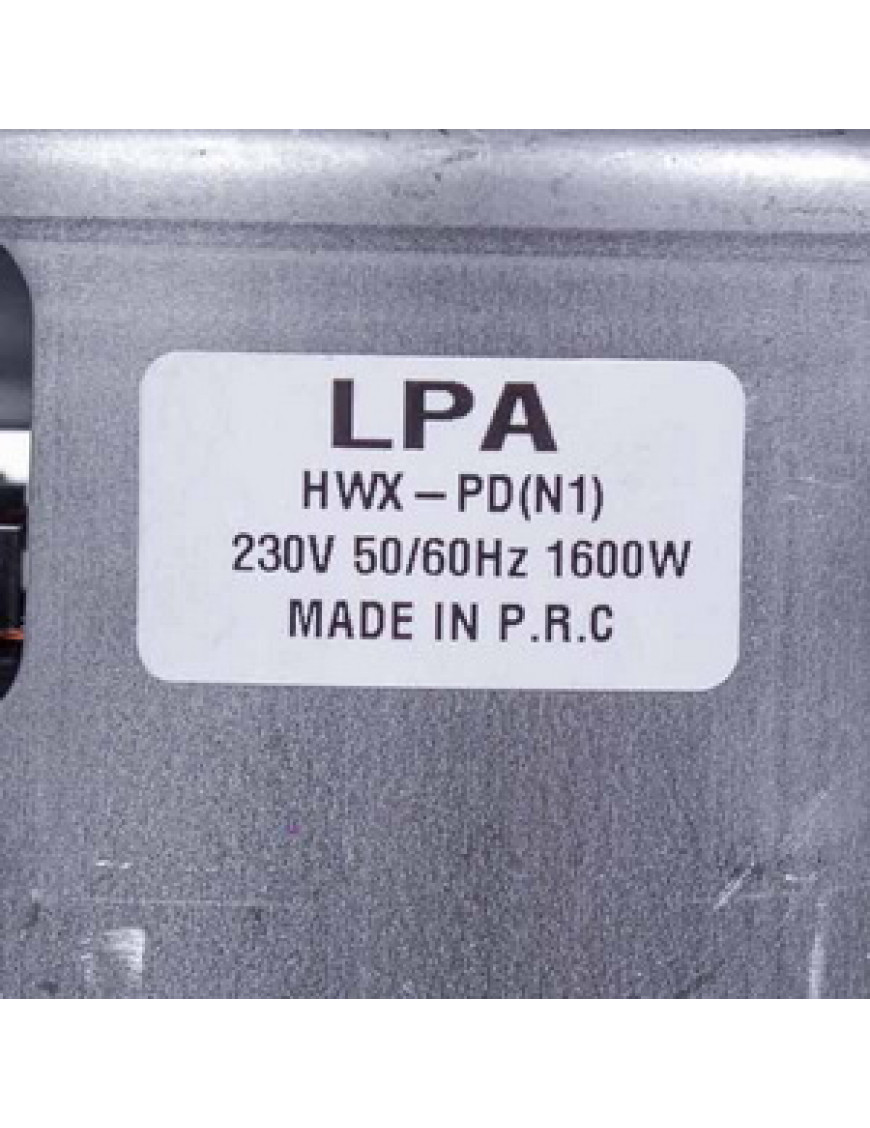 LPA
HWX – PD(N1)
230V 50/60Hz 1600W
MADE IN P.R.C